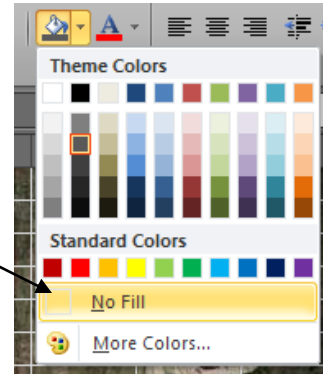 A
Theme Colors
Standard Colors
No Fill
More Colors...